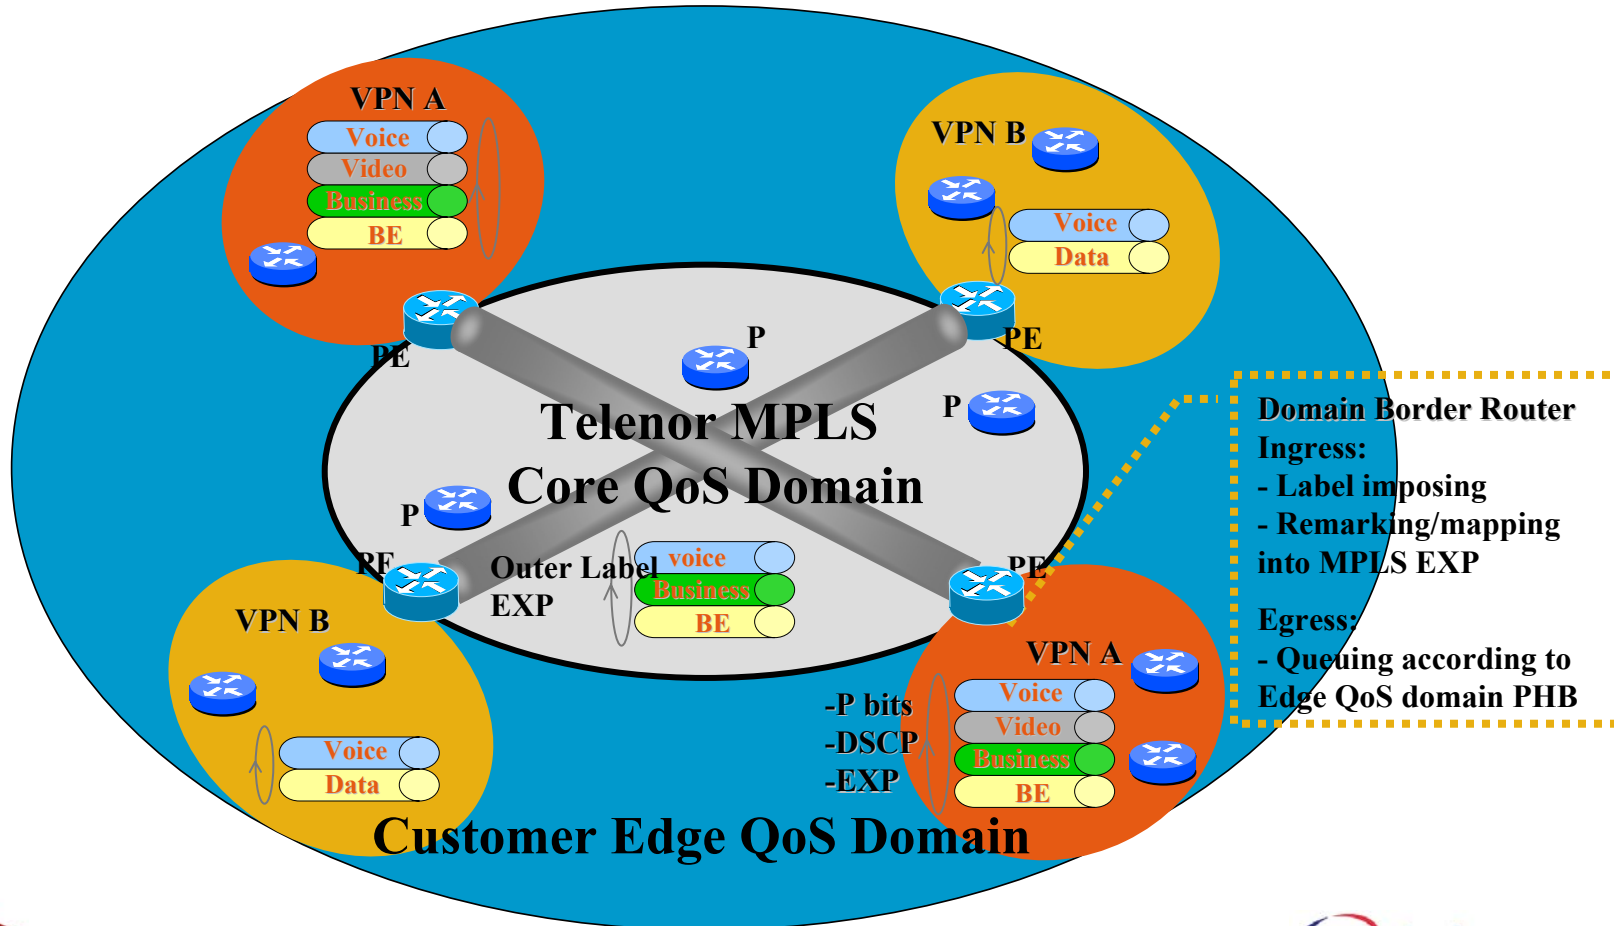 VPN A
Voice
Video
Business
BE
VPN B
Voice
Data
PE
PE
P
P
Telenor MPLS
Core QoS Domain
P
PE
Outer Label
EXP
voice
Business
BE
PE
Domain Border Router
Ingress:
- Label imposing
- Remarking/mapping
into MPLS EXP
Egress:
- Queuing according to
Edge QoS domain PHB
VPN B
Voice
Data
VPN A
-P bits
-DSCP
-EXP
Voice
Video
Business
BE
Customer Edge QoS Domain